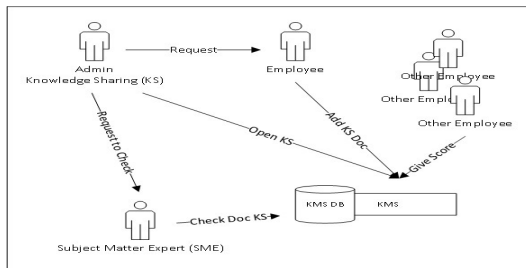 Request
Admin
Knowledge Sharing (KS)
Employee
Other Employee
Other Empl
Other Employee
Request to Check
Open KS
Add KS Doc
Give Score
KMS DB
KMS
Check Doc KS
Subject Matter Expert (SME)